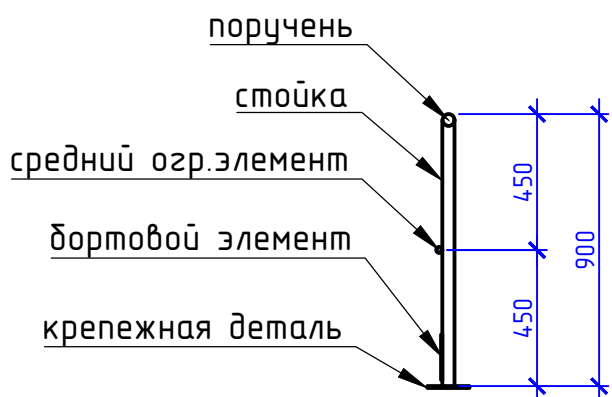 поручень
стойка
средний огр.элемент
бортовой элемент
крепежная деталь
450
900
450